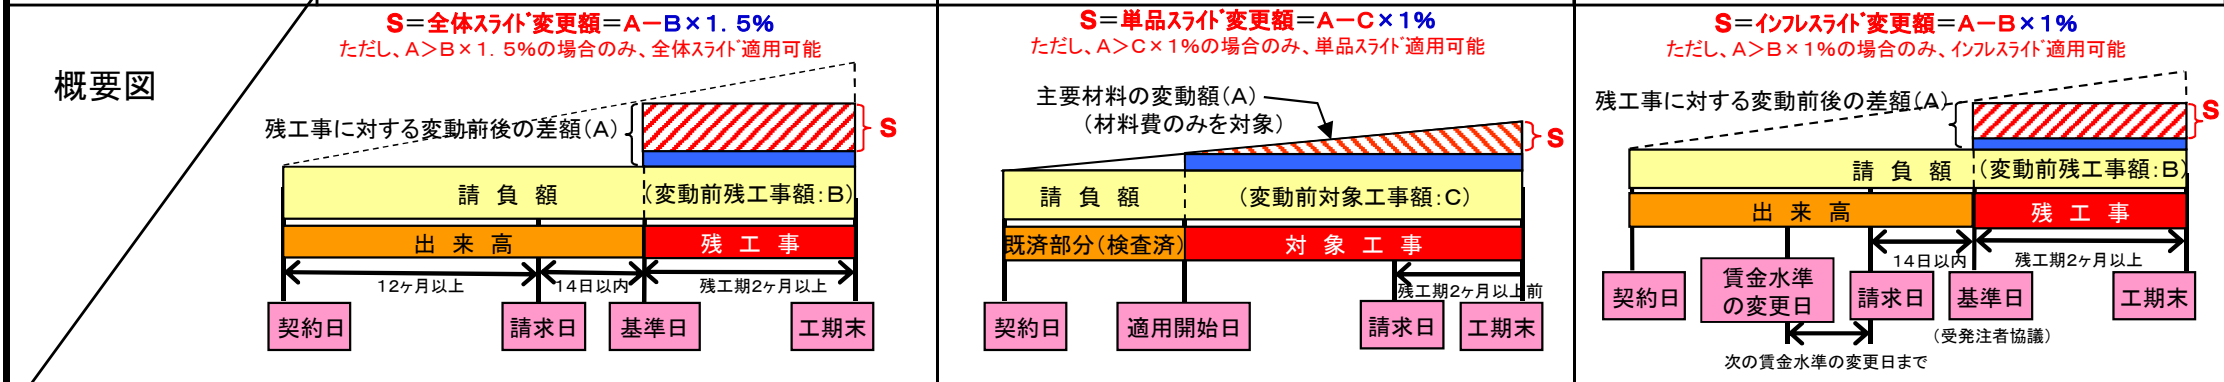 概要図
S=全体スライド変更額=A-B×1.5%
ただし、A>B×1.5%の場合のみ、全体スライド適用可能
残工事に対する変動前後の差額(A)
S
請 負 額
(変動前残工事額:B)
出 来 高
残 工 事
12ヶ月以上
14日以内
残工期2ヶ月以上
契約日
請求日
基準日
工期末
S=単品スライド変更額=A-C×1%
ただし、A>C×1%の場合のみ、単品スライド適用可能
主要材料の変動額(A)
(材料費のみを対象)
S
請 負 額
(変動前対象工事額:C)
既済部分(検査済)
対 象 工 事
残工期2ヶ月以上前
契約日
適用開始日
請求日
工期末
S=インフレスライド変更額=A-B×1%
ただし、A>B×1%の場合のみ、インフレスライド適用可能
残工事に対する変動前後の差額(A)
S
請 負 額
(変動前残工事額:B)
出 来 高
残 工 事
14日以内
残工期2ヶ月以上
契約日
賃金水準
の変更日
請求日
基準日
工期末
(受発注者協議)
次の賃金水準の変更日まで